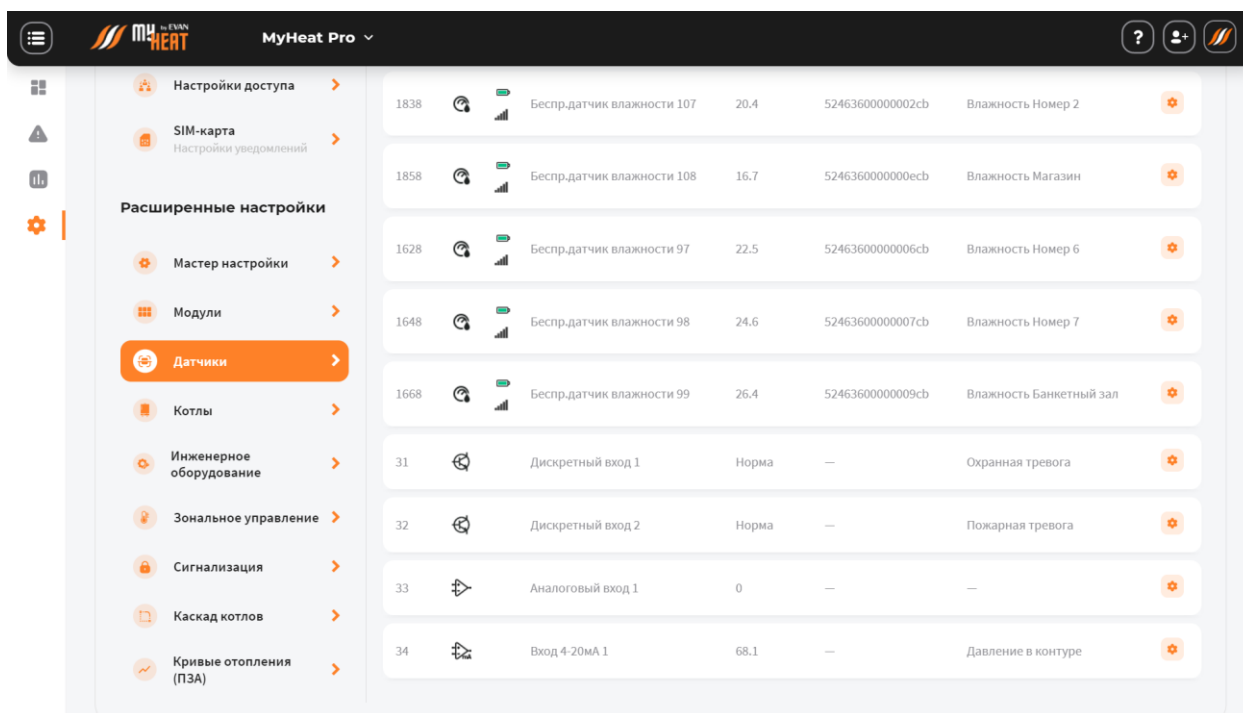 by EVAN
MYHEAT
MyHeat Pro
?
Настройки доступа
SIM-карта
Настройки уведомлений
Расширенные настройки
Мастер настройки
Модули
Датчики
Котлы
Инженерное
оборудование
Зональное управление
Сигнализация
Каскад котлов
Кривые отопления
(ПЗА)
1838 Беспр.датчик влажности 107 20.4 52463600000002cb Влажность Номер 2
1858 Беспр.датчик влажности 108 16.7 5246360000000ecb Влажность Магазин
1628 Беспр.датчик влажности 97 22.5 52463600000006cb Влажность Номер 6
1648 Беспр.датчик влажности 98 24.6 52463600000007cb Влажность Номер 7
1668 Беспр.датчик влажности 99 26.4 52463600000009cb Влажность Банкетный зал
31 Дискретный вход 1 Норма — Охранная тревога
32 Дискретный вход 2 Норма — Пожарная тревога
33 Аналоговый вход 1 0 — —
34 Вход 4-20мА 1 68.1 — Давление в контуре